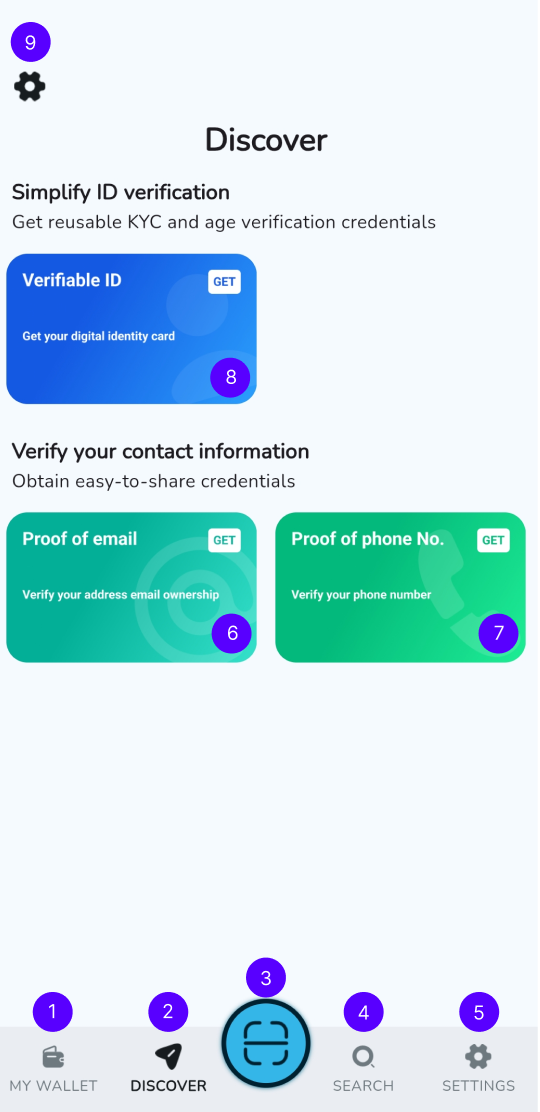 9
Discover
Simplify ID verification
Get reusable KYC and age verification credentials
Verifiable ID
GET
Get your digital identity card
8
Verify your contact information
Obtain easy-to-share credentials
Proof of email
GET
Verify your address email ownership
6
Proof of phone No.
GET
Verify your phone number
7
1
MY WALLET
2
DISCOVER
3
4
SEARCH
5
SETTINGS